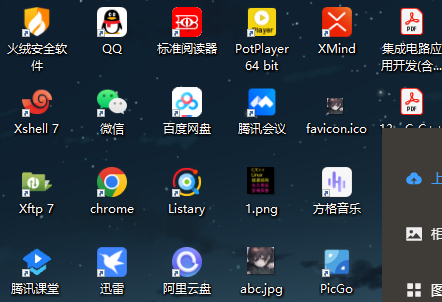 火绒安全软
件
QQ
标准阅读器
PotPlayer
64 bit
XMind
集成电路应
用开发(含...
Xshell 7
微信
百度网盘
腾讯会议
favicon.ico
Xftp 7
chrome
Listary
1.png
方格音乐
腾讯课堂
迅雷
阿里云盘
abc.jpg
PicGo
上
相
图